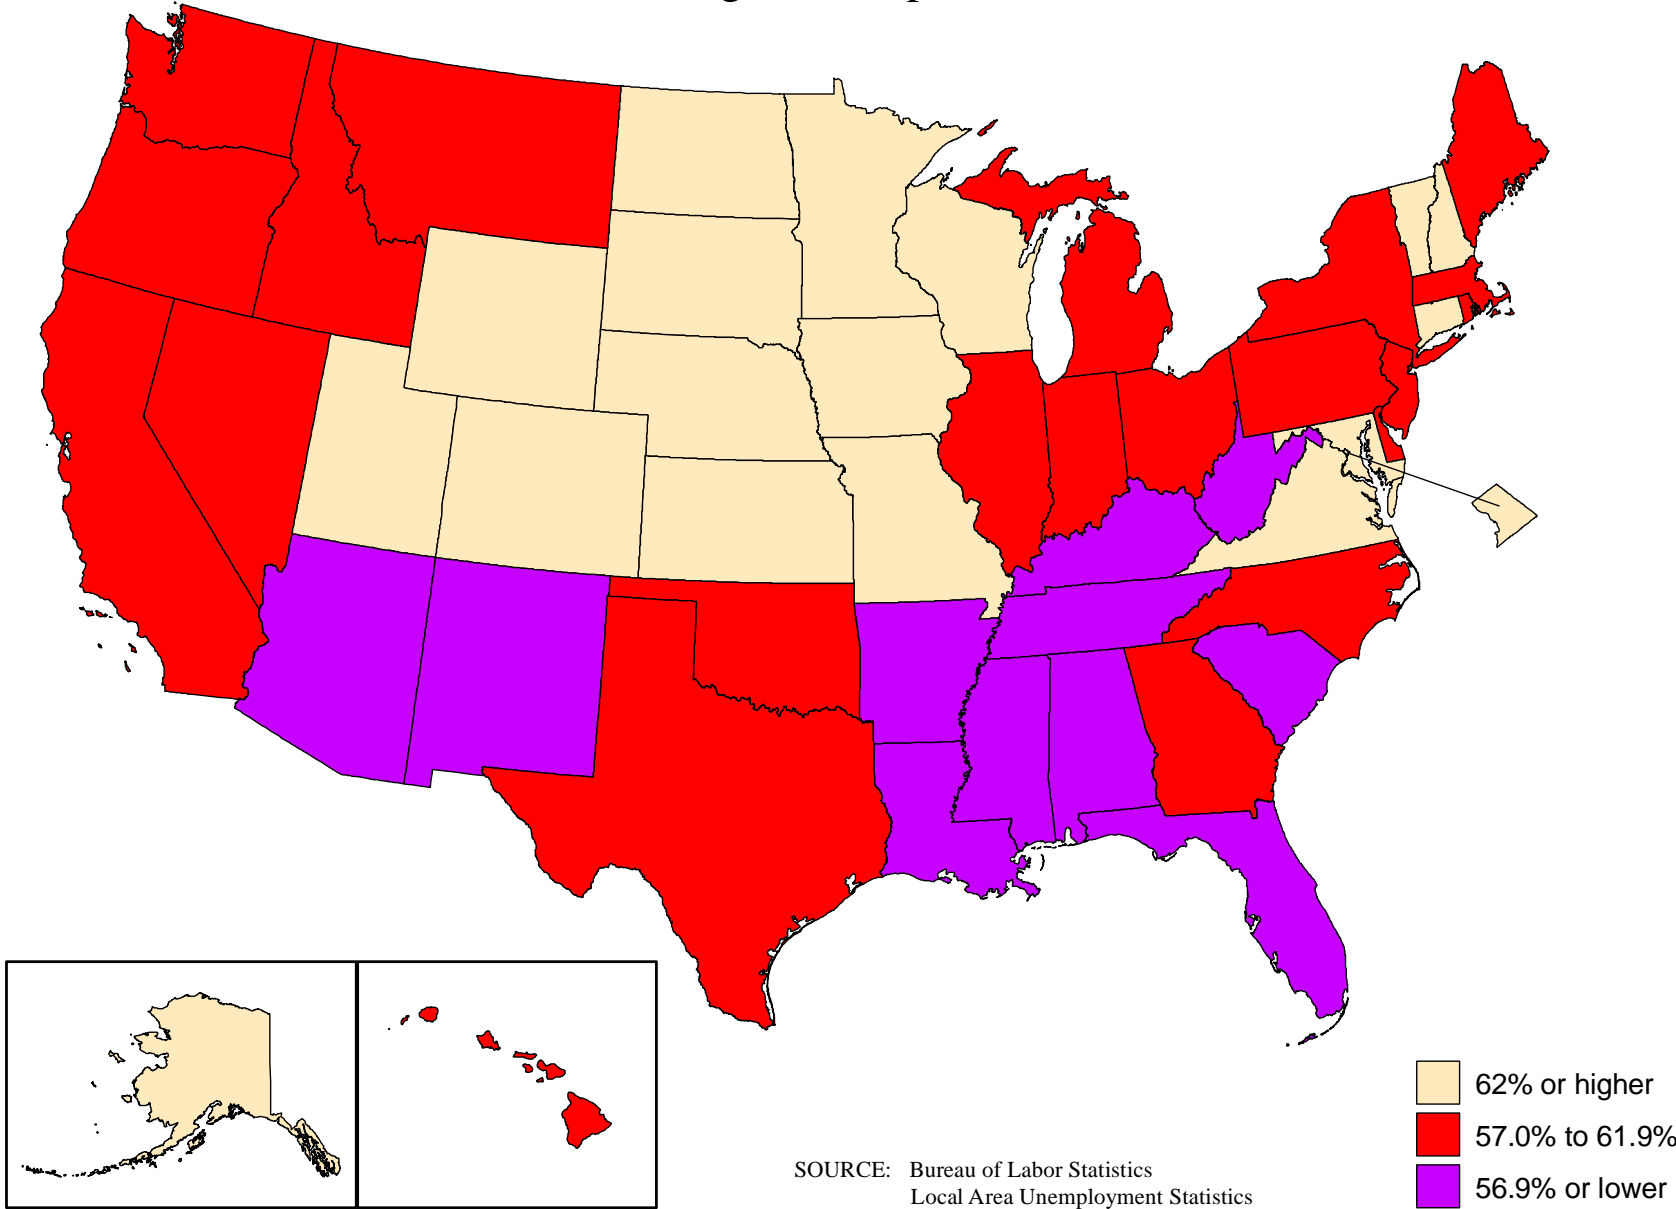 62% or higher
57.0% to 61.9%
56.9% or lower
SOURCE: Bureau of Labor Statistics
Local Area Unemployment Statistics